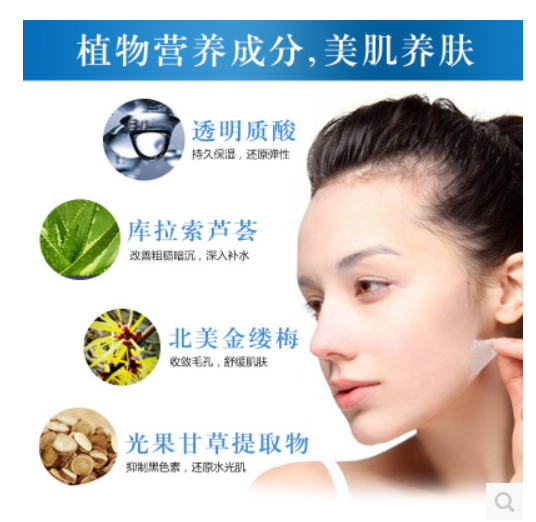 植物营养成分,美肌养肤
透明质酸
持久保湿，还原弹性
库拉索芦荟
改善粗糙暗沉，深入补水
北美金缕梅
收敛毛孔，舒缓肌肤
光果甘草提取物
抑制黑色素，还原水光肌